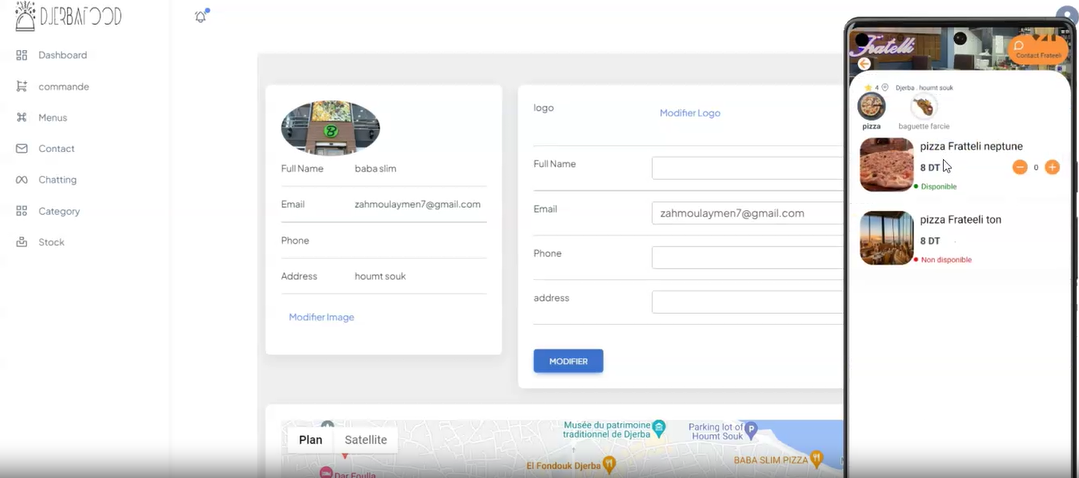 DJERBAFOOD
Dashboard
commande
Menus
Contact
Chatting
Category
Stock
Full Name baba slim
Email zahmoulaymen7@gmail.com
Phone
Address houmt souk
Modifier Image
logo Modifier Logo
Full Name
Email zahmoulaymen7@gmail.com
Phone
address
MODIFIER
Plan Satellite
Musée du patrimoine
traditionnel de Djerba
Parking lot of
Houmt Souk
El Fondouk Djerba
BABA SLIM PIZZA
Dar Foulla
Fratelli
Contact Frateeli
4 Djerba . houmt souk
pizza baguette farcie
pizza Fratteli neptune
8 DT - 0 +
Disponible
pizza Frateeli ton
8 DT
Non disponible